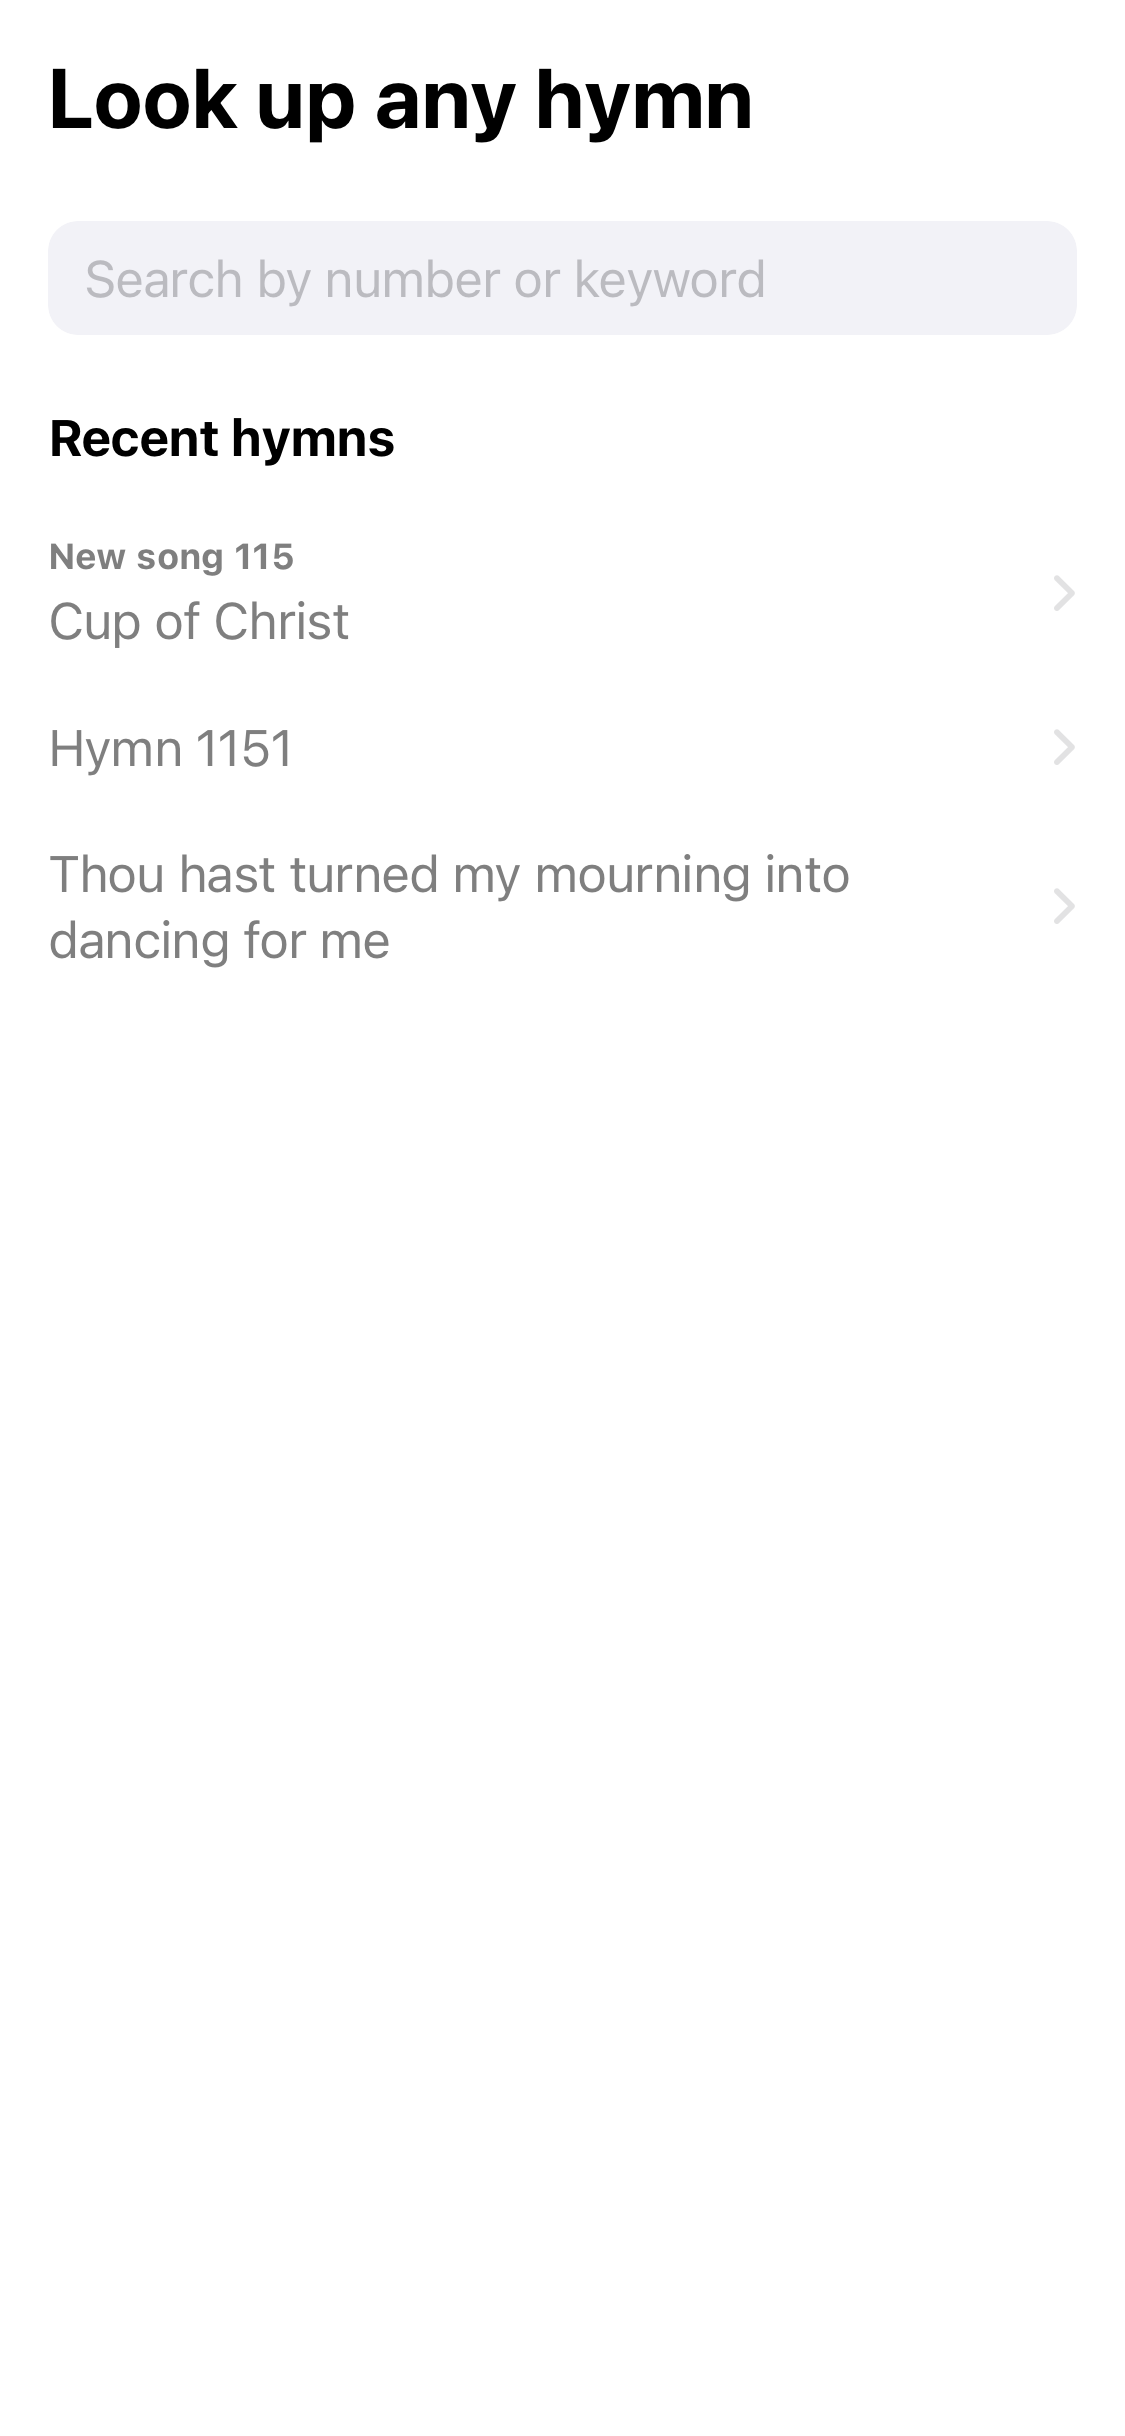 Look up any hymn
Search by number or keyword
Recent hymns
New song 115
Cup of Christ
Hymn 1151
Thou hast turned my mourning into
dancing for me